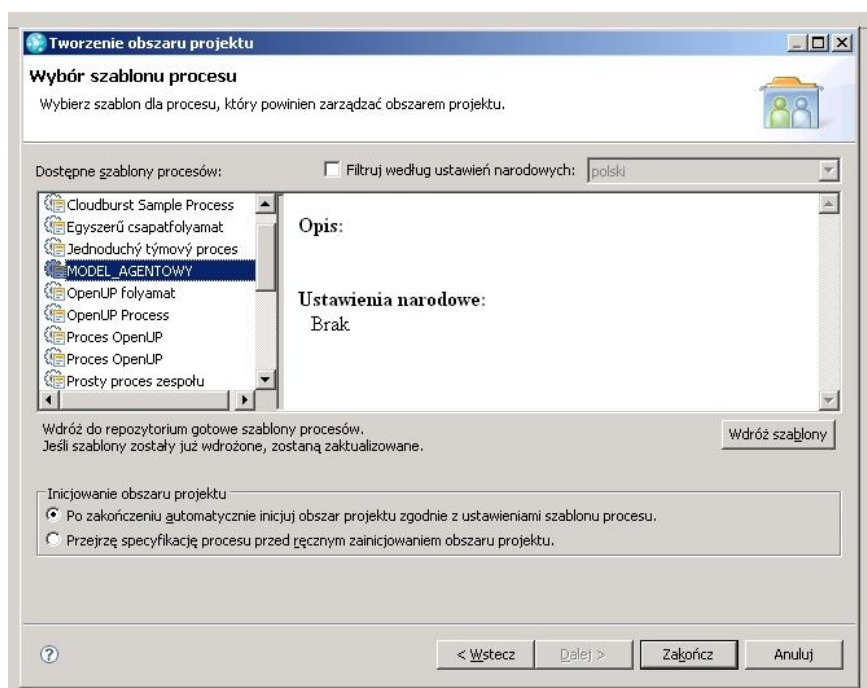 Tworzenie obszaru projektu
Wybór szablonu procesu
Wybierz szablon dla procesu, który powinien zarządzać obszarem projektu.
Dostępne szablony procesów:
Filtruj według ustawień narodowych:
polski
Cloudburst Sample Process
Egyszerű csapatfolyamat
Jednoduchý týmový proces
MODEL_AGENTOWY
OpenUP folyamat
OpenUP Process
Proces OpenUP
Proces OpenUP
Prosty proces zespołu
Opis:
Ustawienia narodowe:
Brak
Wdróż do repozytorium gotowe szablony procesów.
Jeśli szablony zostały już wdrożone, zostaną zaktualizowane.
Wdróż szablony
Inicjowanie obszaru projektu
Po zakończeniu automatycznie inicjuj obszar projektu zgodnie z ustawieniami szablonu procesu.
Przejrzę specyfikację procesu przed ręcznym zainicjowaniem obszaru projektu.
?
< Wstecz
Dalej >
Zakończ
Anuluj